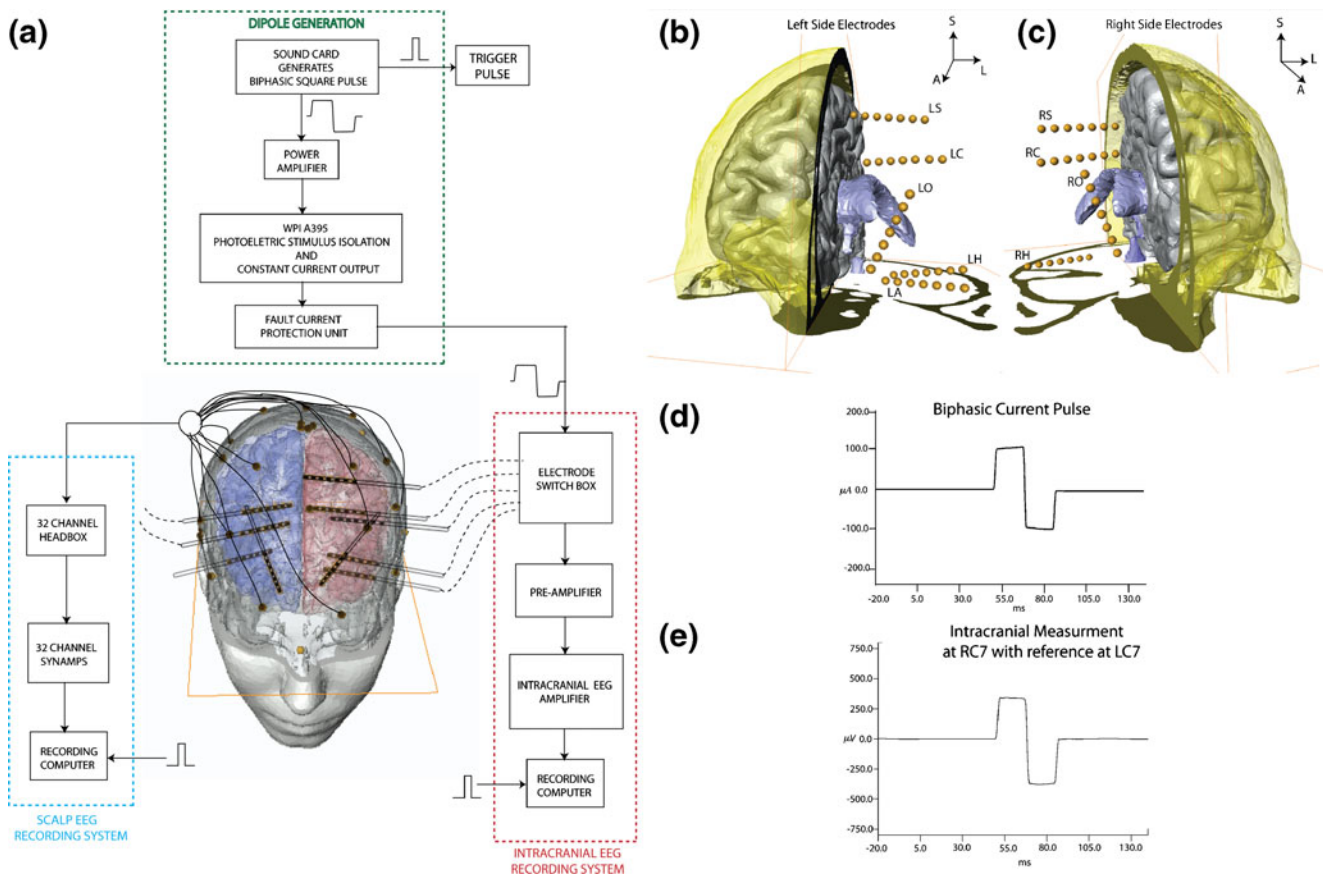 (a)
DIPOLE GENERATION
SOUND CARD
GENERATES
BIPHASIC SQUARE PULSE
TRIGGER
PULSE
POWER
AMPLIFIER
WPI A395
PHOTOELETRIC STIMULUS ISOLATION
AND
CONSTANT CURRENT OUTPUT
FAULT CURRENT
PROTECTION UNIT
ELECTRODE
SWITCH BOX
PRE-AMPLIFIER
INTRACRANIAL EEG
AMPLIFIER
RECORDING
COMPUTER
INTRACRANIAL EEG
RECORDING SYSTEM
32 CHANNEL
HEADBOX
32 CHANNEL
SYNAMPS
RECORDING
COMPUTER
SCALP EEG
RECORDING SYSTEM
(b)
Left Side Electrodes
S
A
L
LS
LC
LO
LH
LA
(c)
Right Side Electrodes
S
L
A
RS
RC
RO
RH
(d)
Biphasic Current Pulse
200.0
100.0
µA 0.0
-100.0
-200.0
-20.0 5.0 30.0 55.0 80.0 105.0 130.0
ms
(e)
Intracranial Measurment
at RC7 with reference at LC7
750.0
500.0
250.0
µV 0.0
-250.0
-500.0
-750.0
-20.0 5.0 30.0 55.0 80.0 105.0 130.0
ms